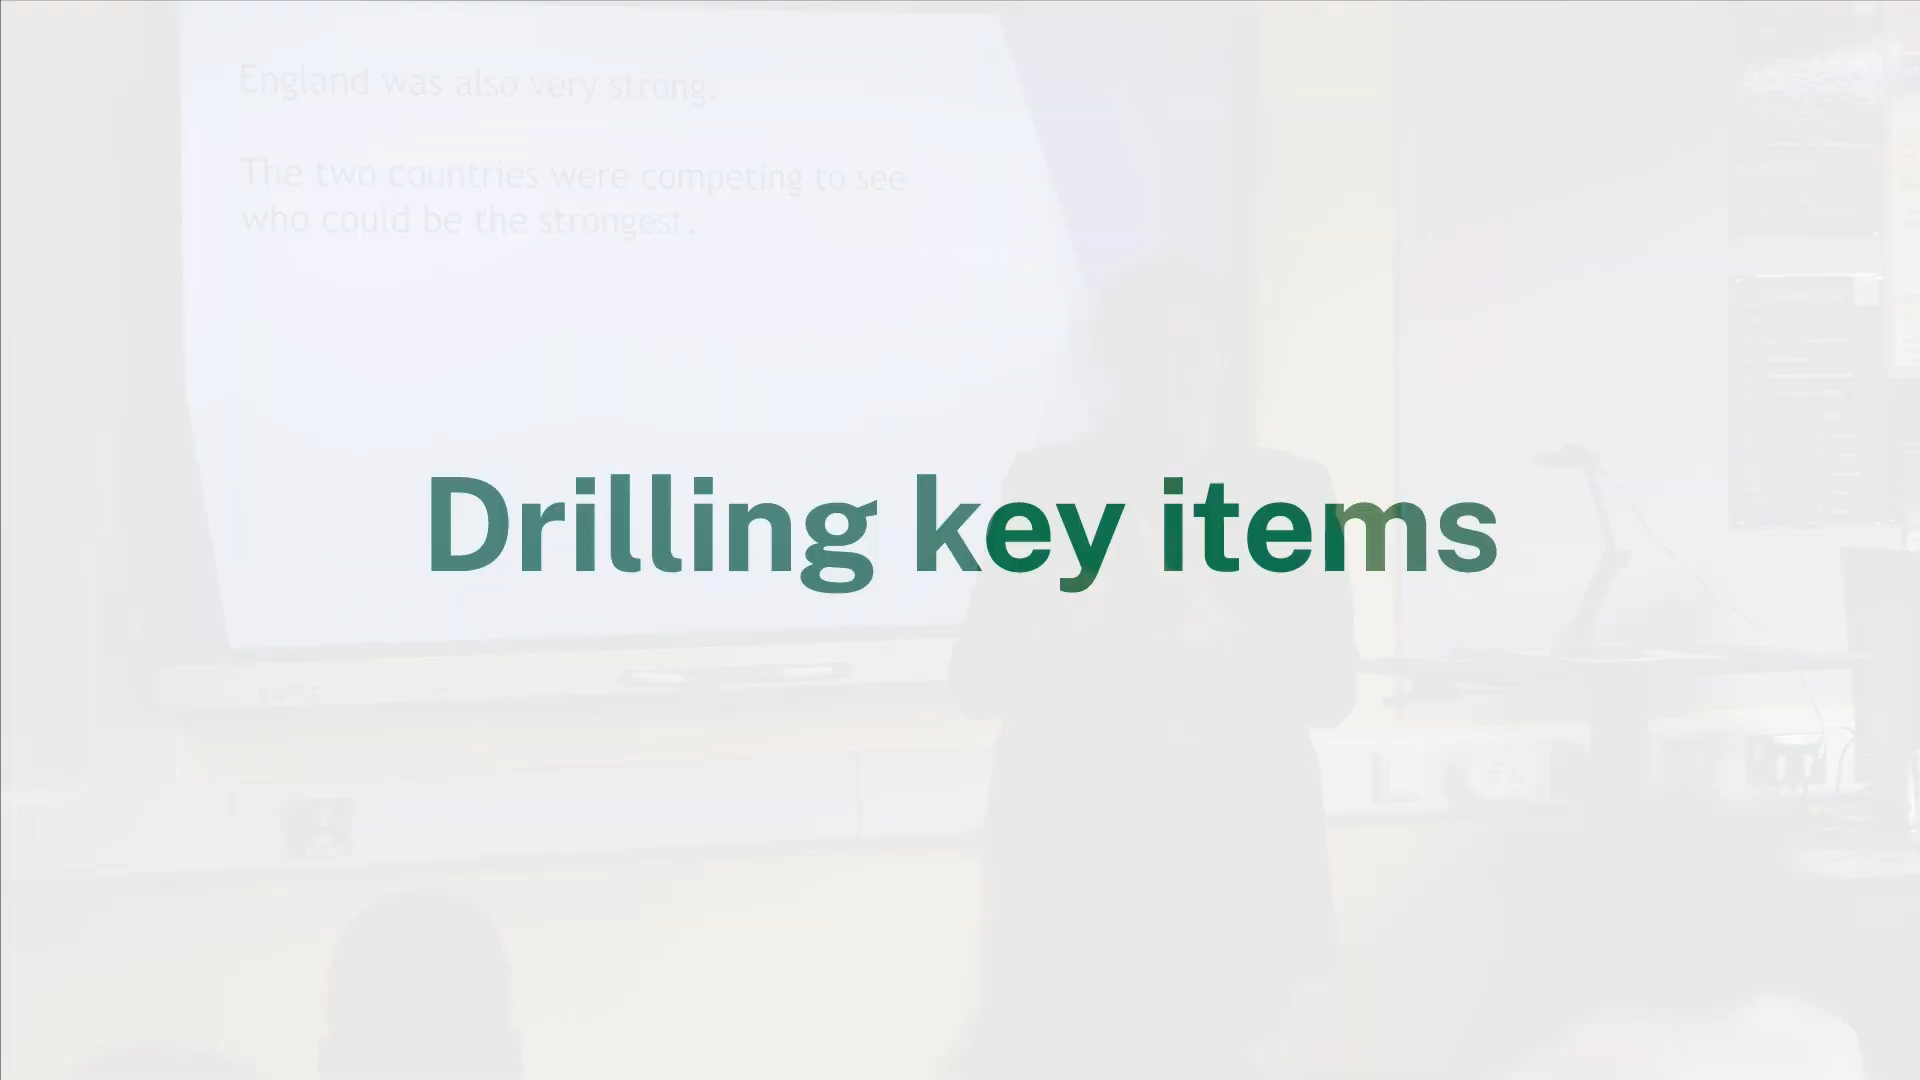 England was also very strong.
The two countries were competing to see
who could be the strongest.
Drilling key items